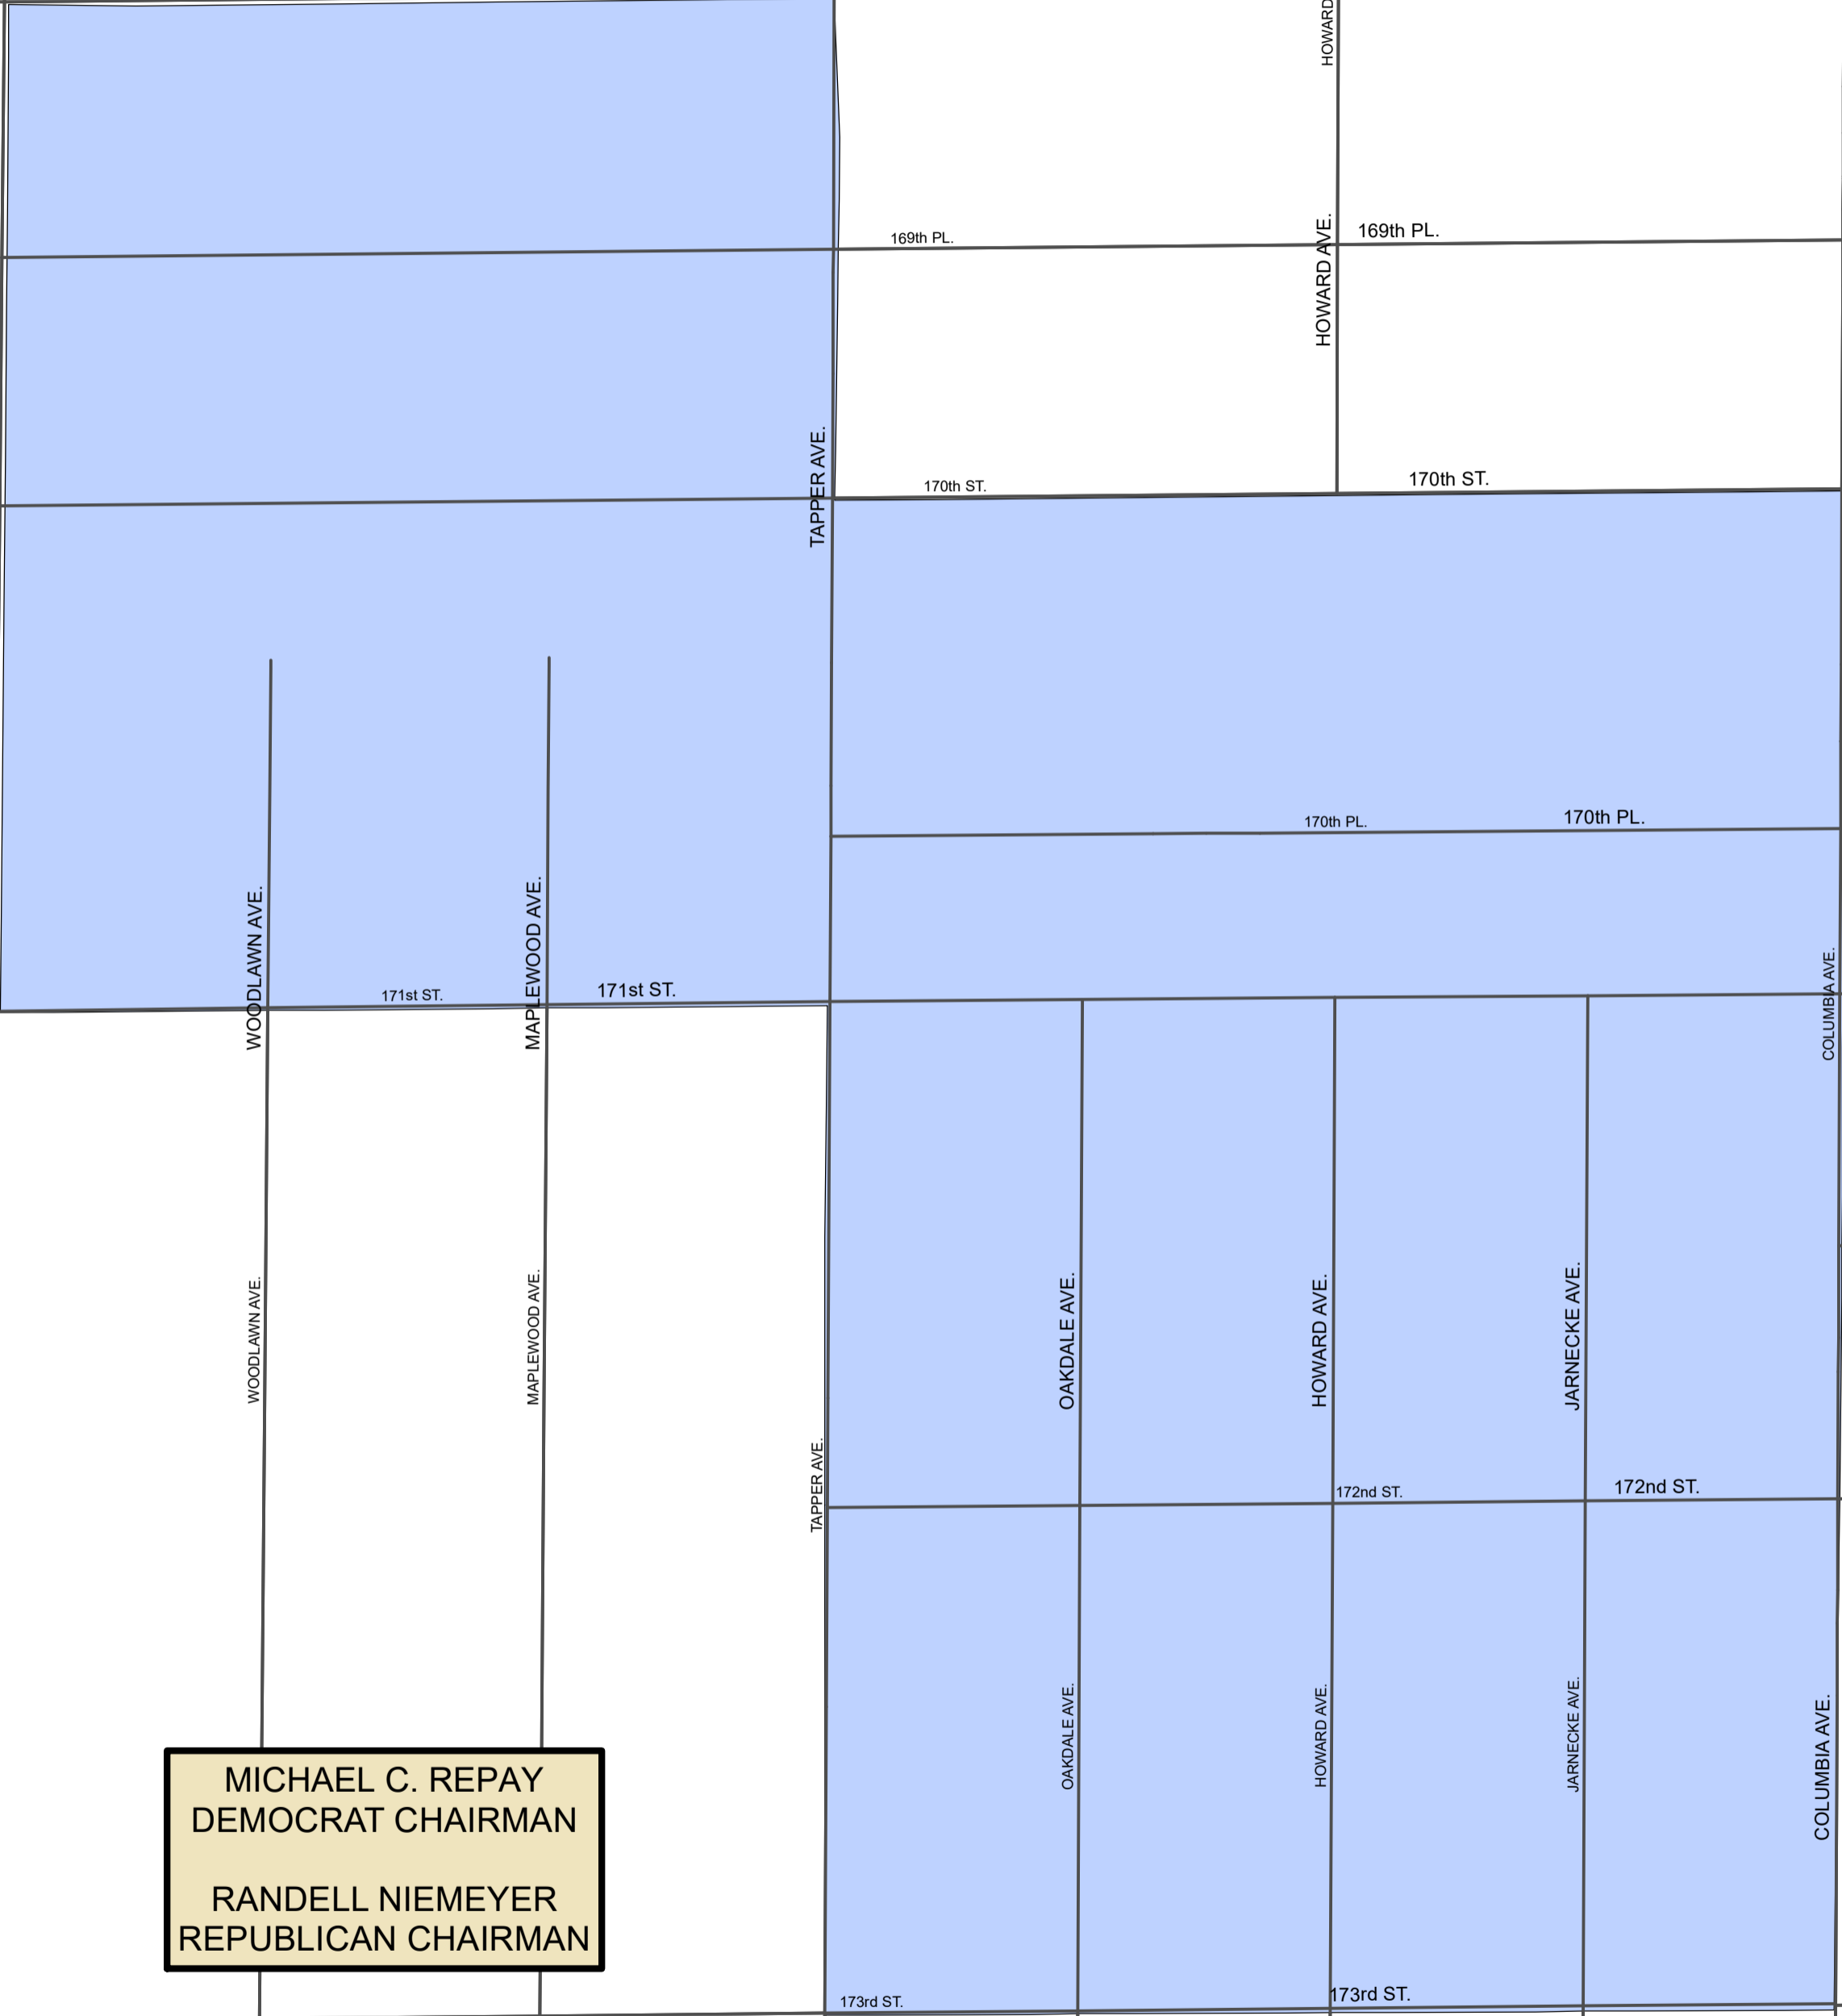 HOWARD
169th PL.
HOWARD AVE.
169th PL.
TAPPER AVE.
170th ST.
170th ST.
170th PL.
170th PL.
WOODLAWN AVE.
MAPLEWOOD AVE.
171st ST.
171st ST.
COLUMBIA AVE.
WOODLAWN AVE.
MAPLEWOOD AVE.
OAKDALE AVE.
HOWARD AVE.
JARNECKE AVE.
TAPPER AVE.
172nd ST.
172nd ST.
OAKDALE AVE.
HOWARD AVE.
JARNECKE AVE.
COLUMBIA AVE.
MICHAEL C. REPAY
DEMOCRAT CHAIRMAN
RANDELL NIEMEYER
REPUBLICAN CHAIRMAN
173rd ST.
173rd ST.